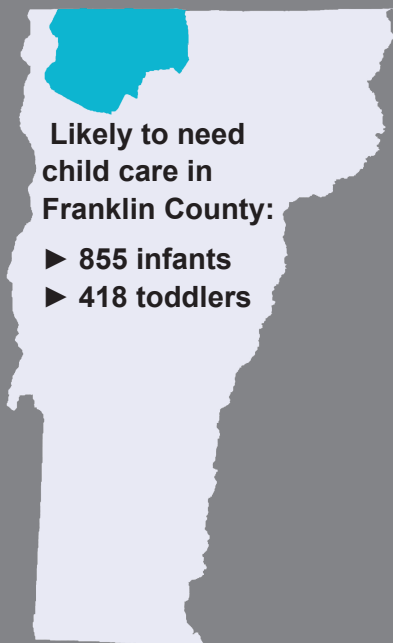 Likely to need
child care in
Franklin County:
► 855 infants
► 418 toddlers